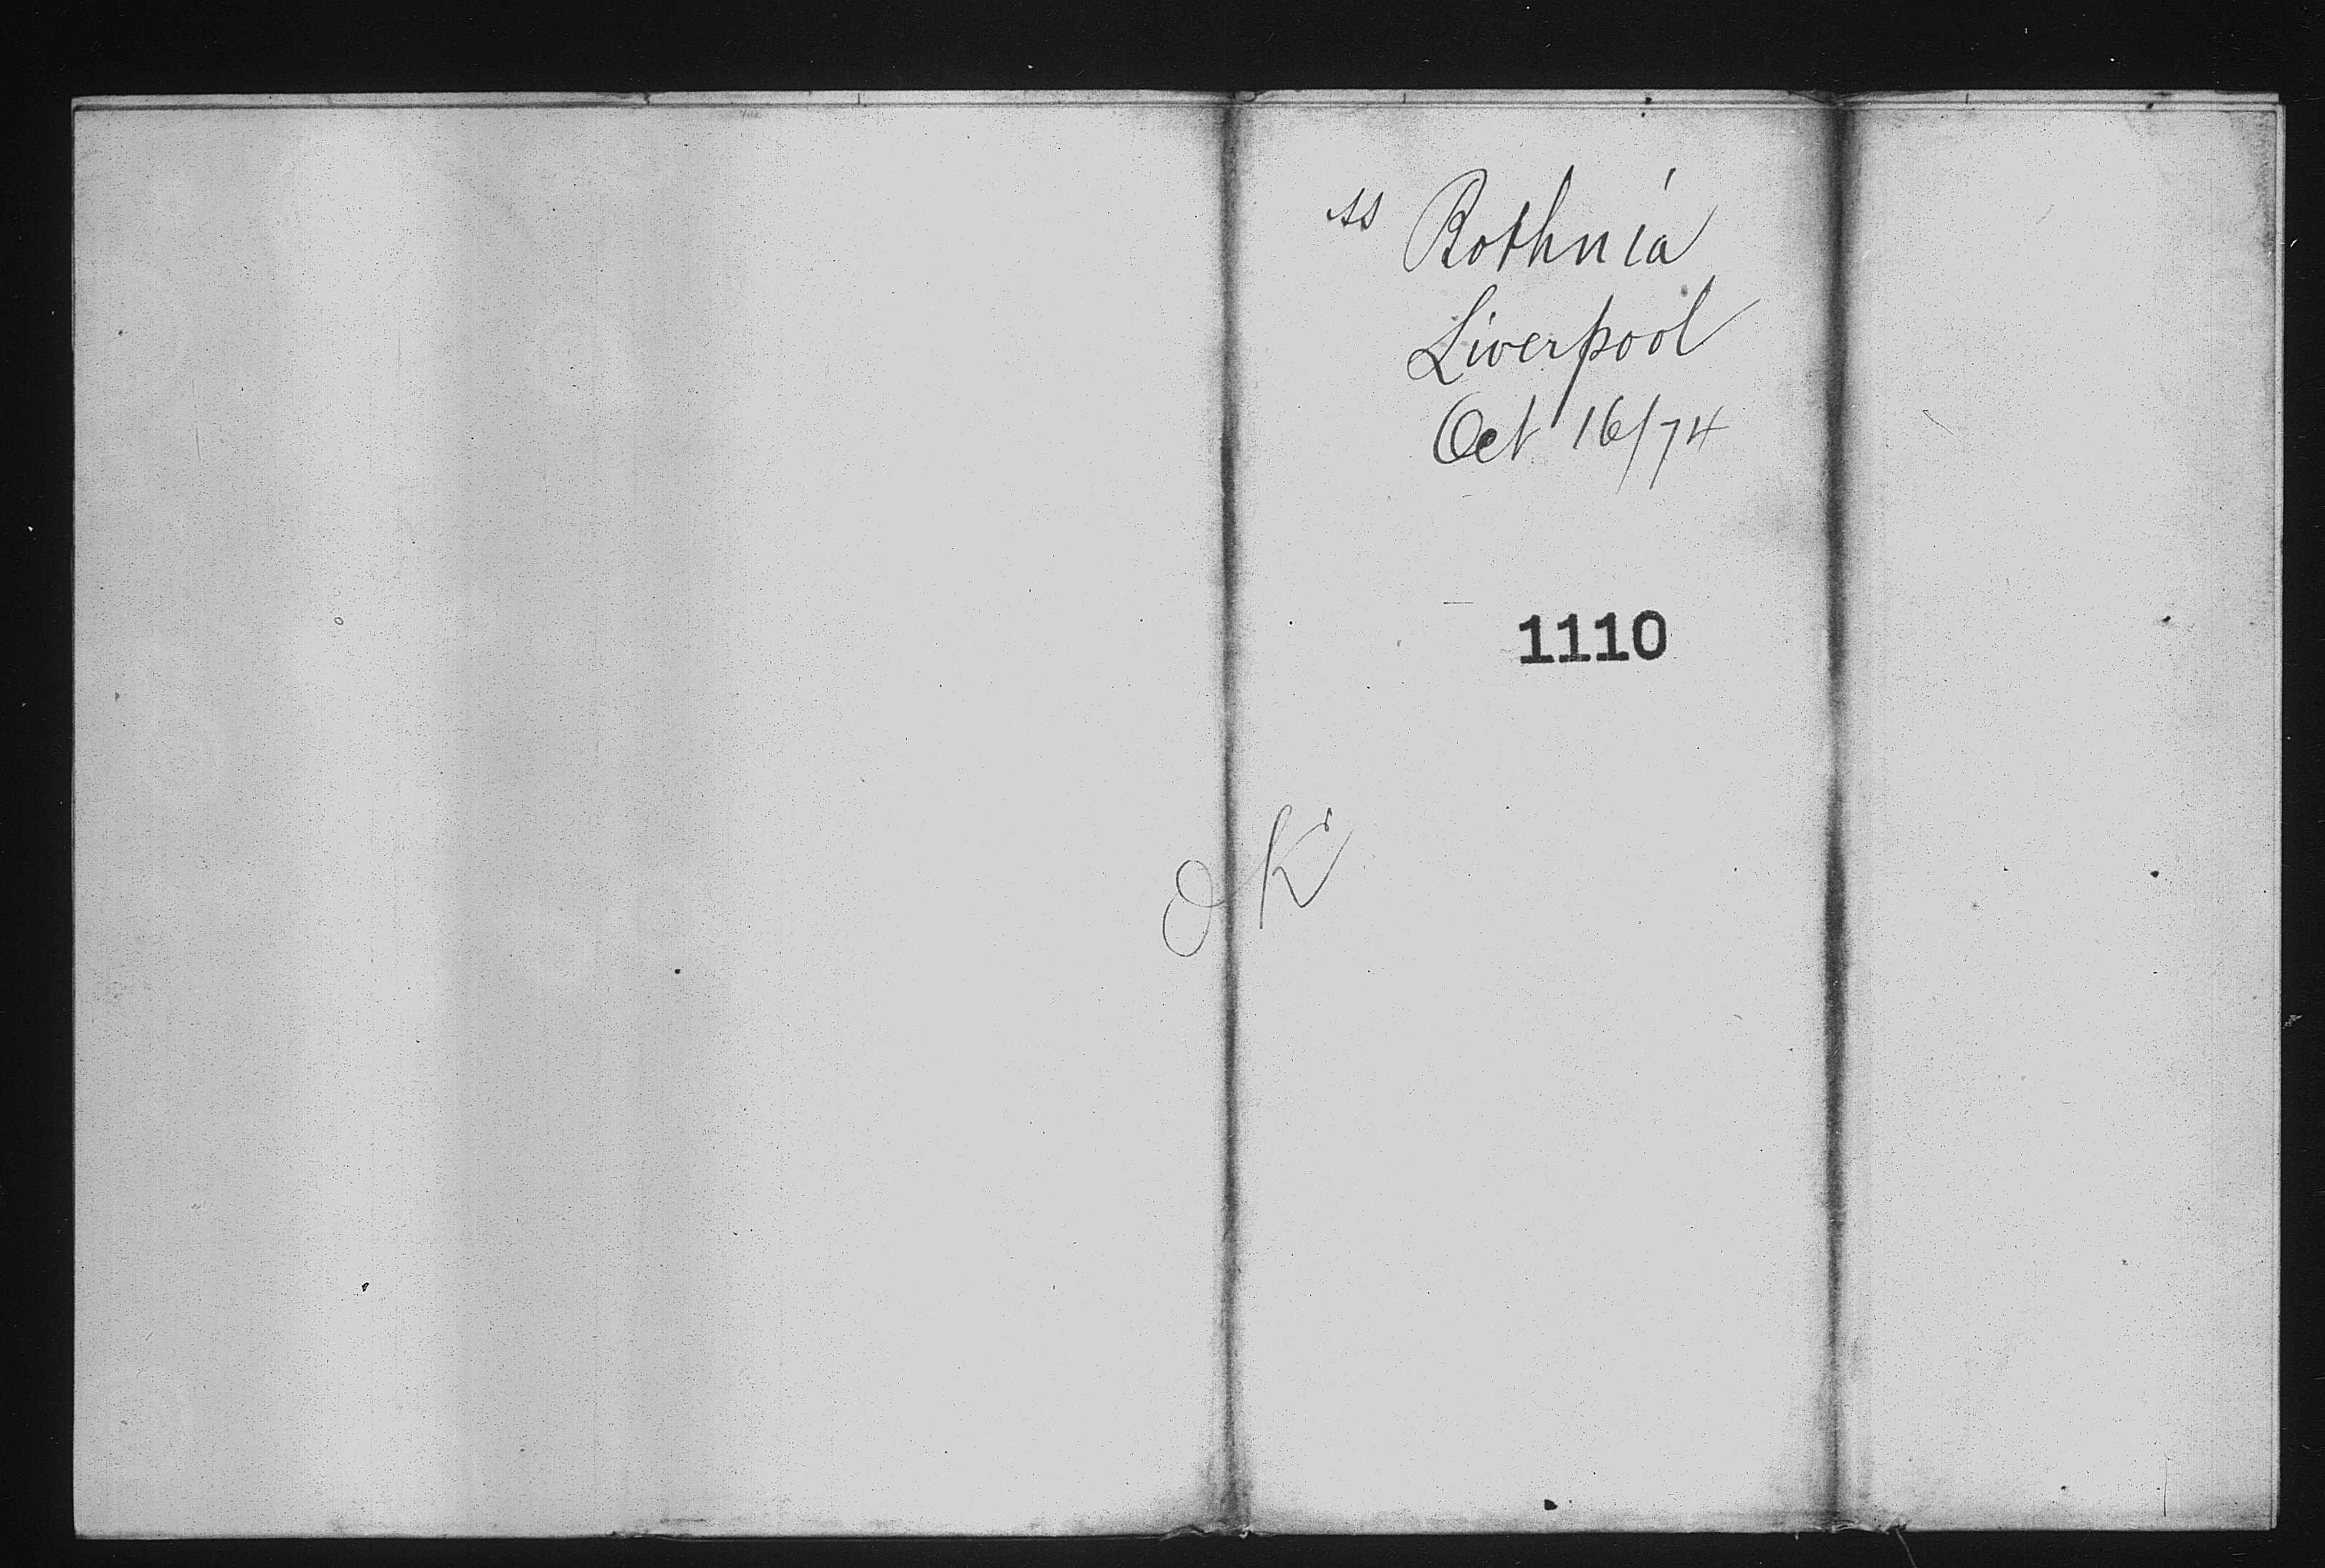 SS Bothnia
Liverpool
Oct 16/74
1110
OK